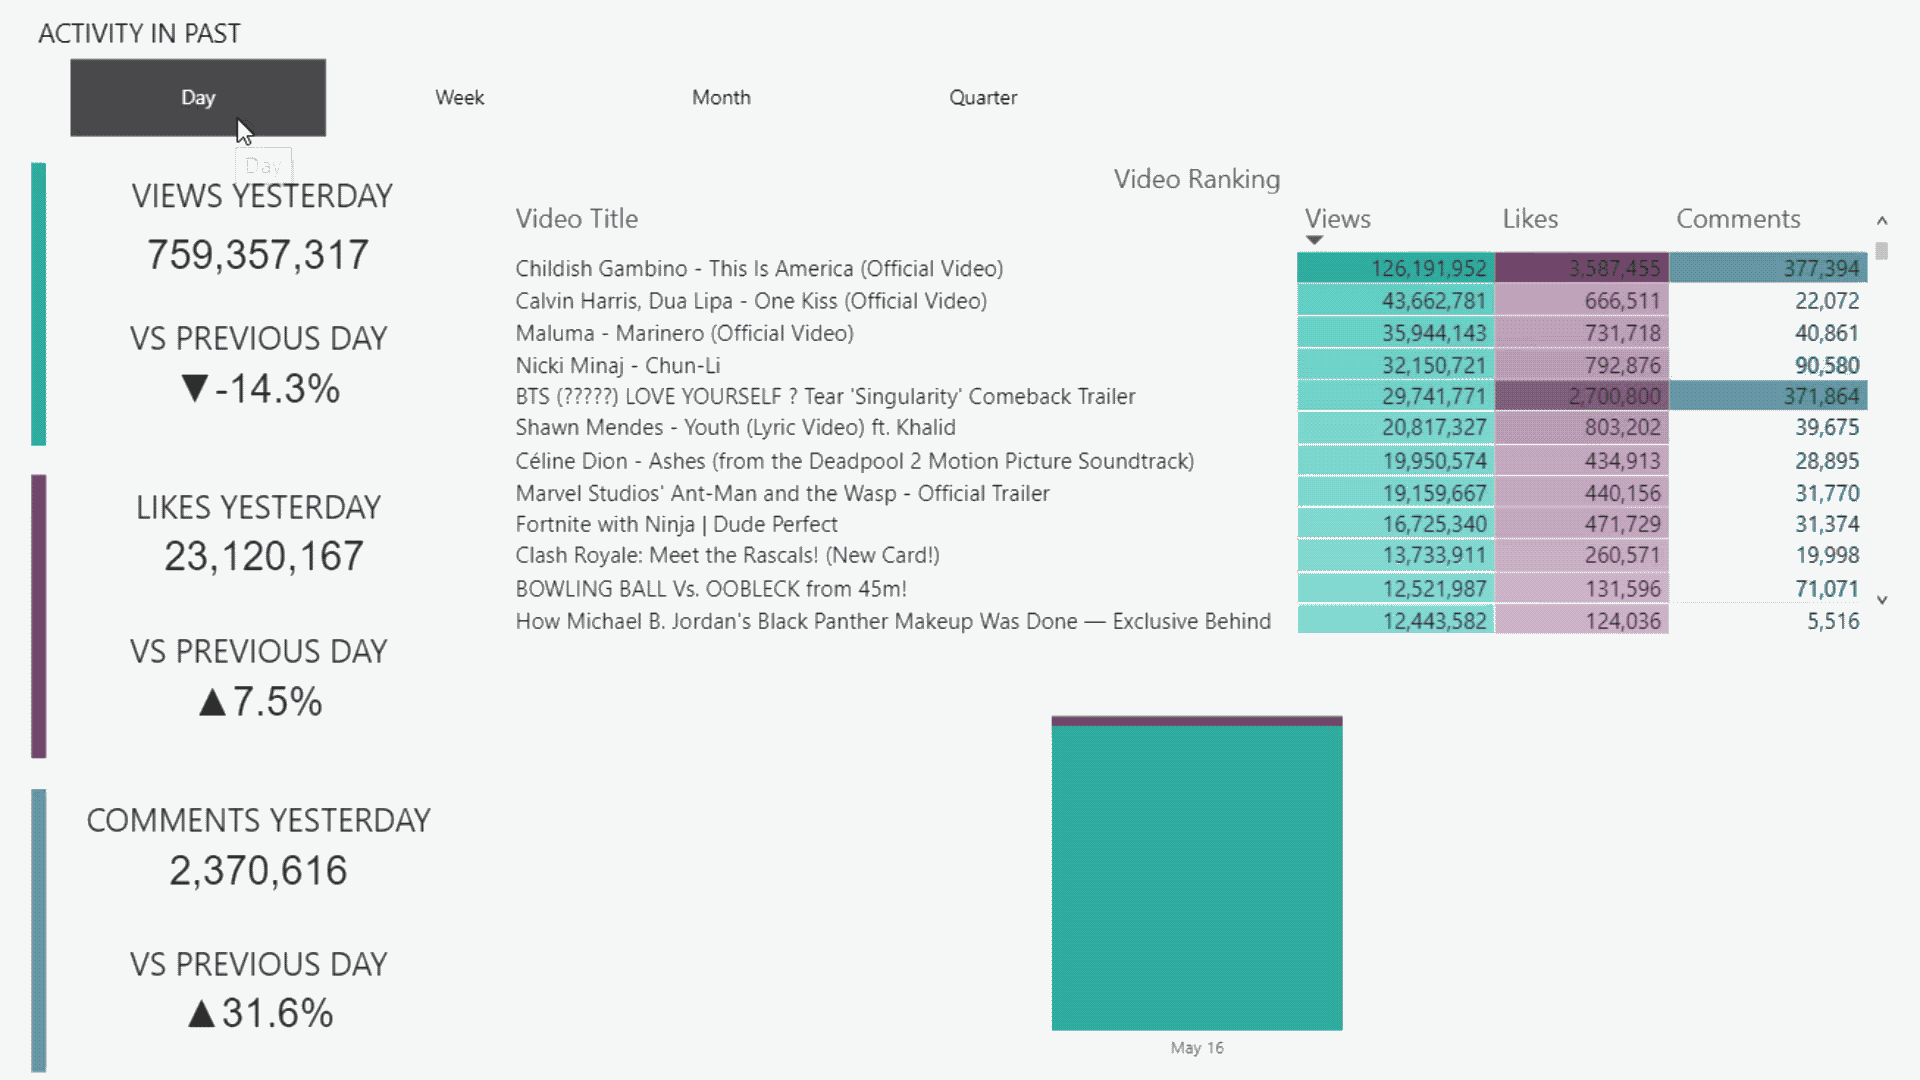 ACTIVITY IN PAST
Day Week Month Quarter
Day
VIEWS YESTERDAY
759,357,317
VS PREVIOUS DAY
▼-14.3%
LIKES YESTERDAY
23,120,167
VS PREVIOUS DAY
▲7.5%
COMMENTS YESTERDAY
2,370,616
VS PREVIOUS DAY
▲31.6%
Video Ranking
Video Title Views Likes Comments
Childish Gambino - This Is America (Official Video) 126,191,952 3,587,455 377,394
Calvin Harris, Dua Lipa - One Kiss (Official Video) 43,662,781 666,511 22,072
Maluma - Marinero (Official Video) 35,944,143 731,718 40,861
Nicki Minaj - Chun-Li 32,150,721 792,876 90,580
BTS (?????) LOVE YOURSELF ? Tear 'Singularity' Comeback Trailer 29,741,771 2,700,800 371,864
Shawn Mendes - Youth (Lyric Video) ft. Khalid 20,817,327 803,202 39,675
Céline Dion - Ashes (from the Deadpool 2 Motion Picture Soundtrack) 19,950,574 434,913 28,895
Marvel Studios' Ant-Man and the Wasp - Official Trailer 19,159,667 440,156 31,770
Fortnite with Ninja | Dude Perfect 16,725,340 471,729 31,374
Clash Royale: Meet the Rascals! (New Card!) 13,733,911 260,571 19,998
BOWLING BALL Vs. OOBLECK from 45m! 12,521,987 131,596 71,071
How Michael B. Jordan's Black Panther Makeup Was Done — Exclusive Behind 12,443,582 124,036 5,516
May 16